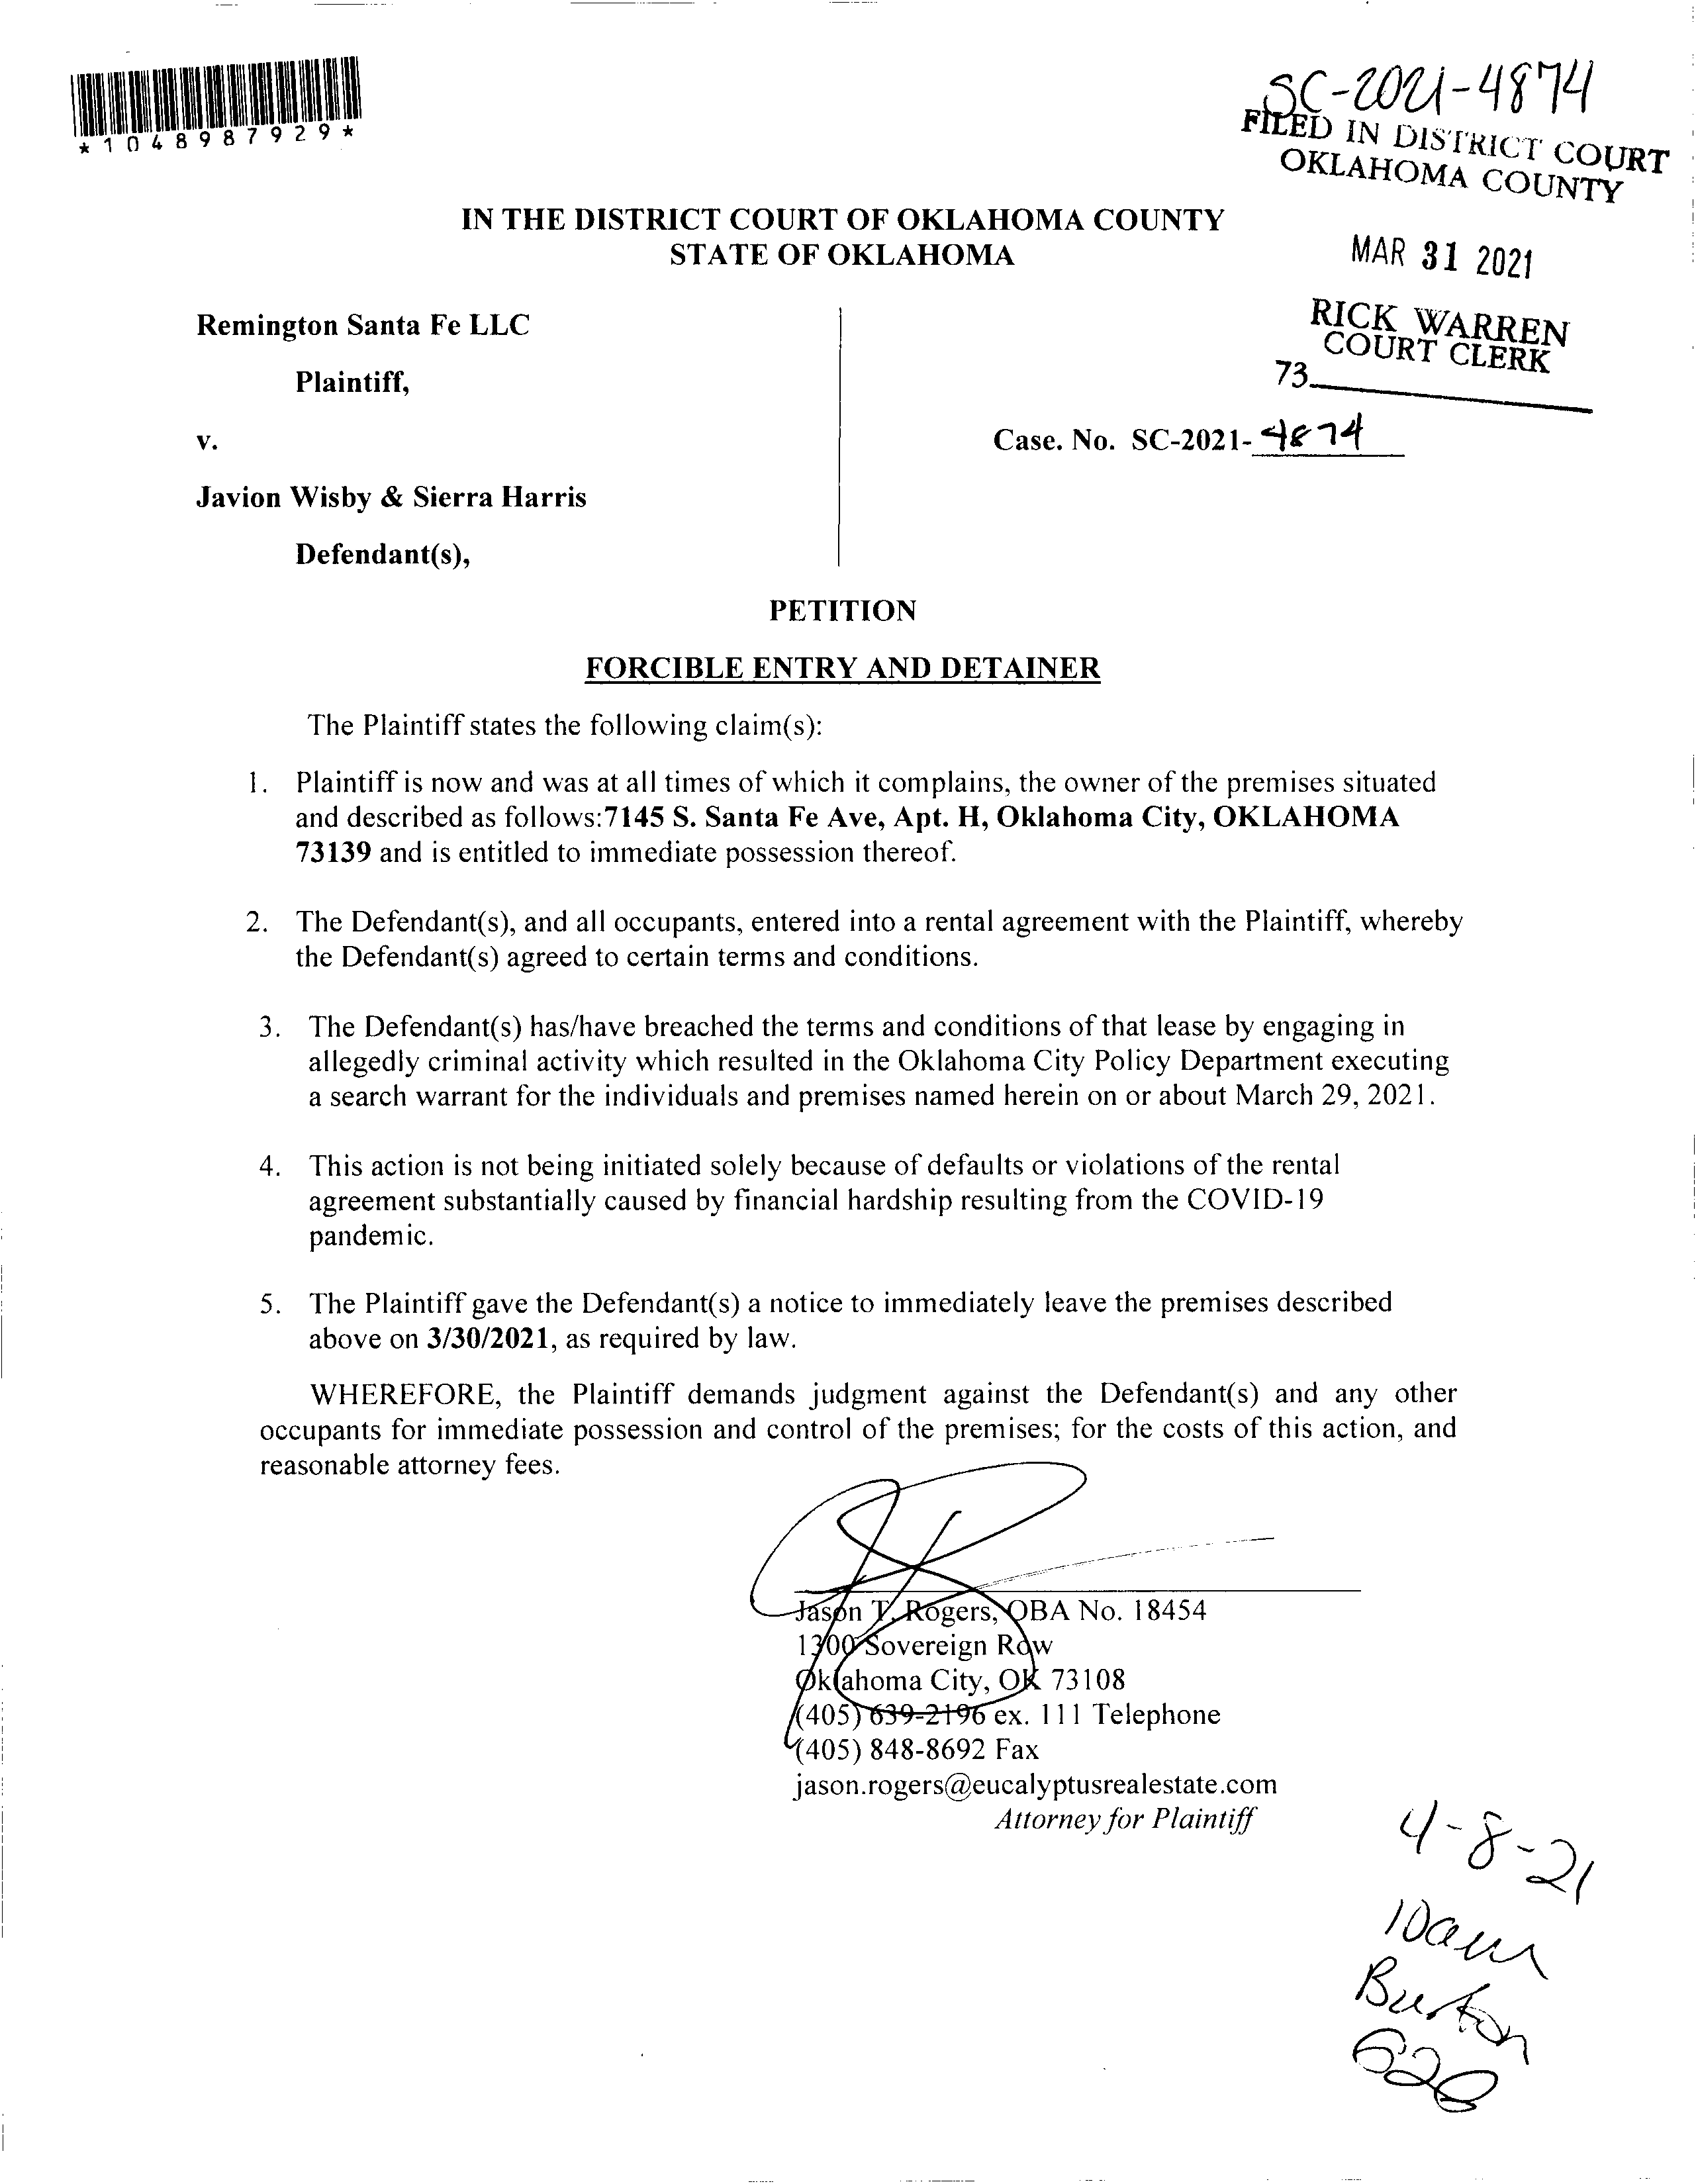 *1048987929*
SC-2021-4874
FILED IN DISTRICT COURT
OKLAHOMA COUNTY
MAR 31 2021
RICK WARREN
COURT CLERK
73
IN THE DISTRICT COURT OF OKLAHOMA COUNTY
STATE OF OKLAHOMA
Remington Santa Fe LLC
Plaintiff,
v.
Case. No. SC-2021-4874
Javion Wisby & Sierra Harris
Defendant(s),
PETITION
FORCIBLE ENTRY AND DETAINER
The Plaintiff states the following claim(s):
1. Plaintiff is now and was at all times of which it complains, the owner of the premises situated
and described as follows:7145 S. Santa Fe Ave, Apt. H, Oklahoma City, OKLAHOMA
73139 and is entitled to immediate possession thereof.
2. The Defendant(s), and all occupants, entered into a rental agreement with the Plaintiff, whereby
the Defendant(s) agreed to certain terms and conditions.
3. The Defendant(s) has/have breached the terms and conditions of that lease by engaging in
allegedly criminal activity which resulted in the Oklahoma City Policy Department executing
a search warrant for the individuals and premises named herein on or about March 29, 2021.
4. This action is not being initiated solely because of defaults or violations of the rental
agreement substantially caused by financial hardship resulting from the COVID-19
pandemic.
5. The Plaintiff gave the Defendant(s) a notice to immediately leave the premises described
above on 3/30/2021, as required by law.
WHEREFORE, the Plaintiff demands judgment against the Defendant(s) and any other
occupants for immediate possession and control of the premises; for the costs of this action, and
reasonable attorney fees.
Jason T. Rogers, OBA No. 18454
1300 Sovereign Row
Oklahoma City, OK 73108
(405) 639-2196 ex. 111 Telephone
(405) 848-8692 Fax
jason.rogers@eucalyptusrealestate.com
Attorney for Plaintiff
4-8-21
10am
Burton